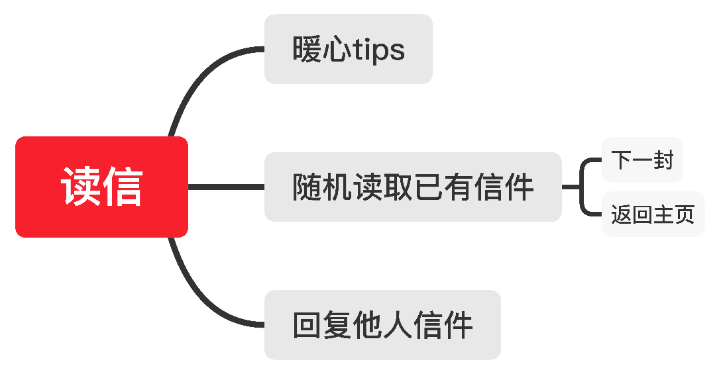 读信
暖心tips
随机读取已有信件
下一封
返回主页
回复他人信件